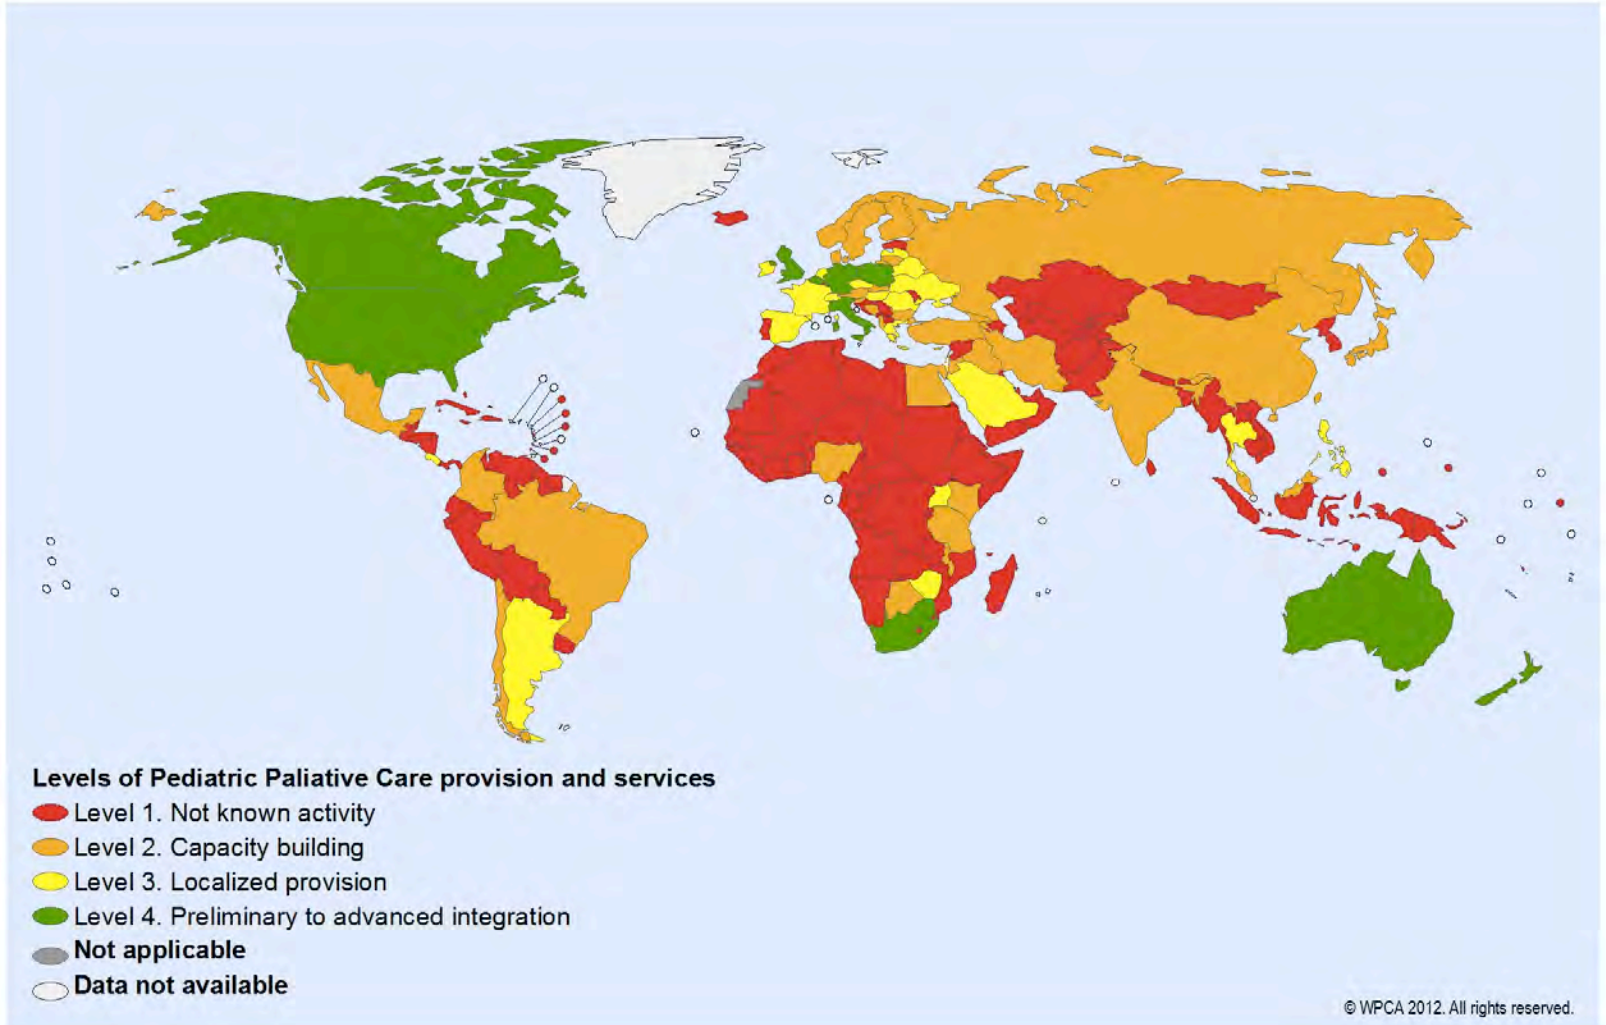 Levels of Pediatric Paliative Care provision and services
Level 1. Not known activity
Level 2. Capacity building
Level 3. Localized provision
Level 4. Preliminary to advanced integration
Not applicable
Data not available
© WPCA 2012. All rights reserved.